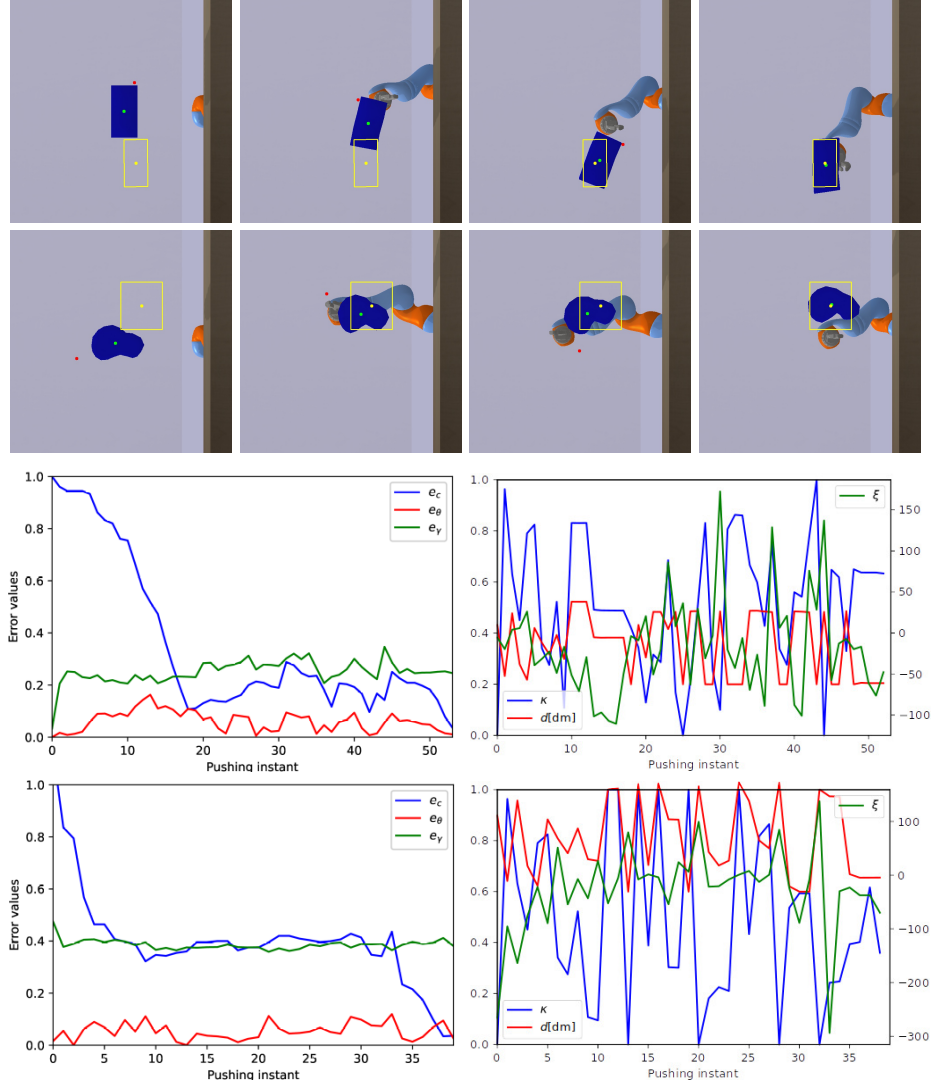 1.0
0.8
0.6
0.4
0.2
0.0
Error values
0 10 20 30 40 50
Pushing instant
e_c
e_θ
e_γ
1.0
0.8
0.6
0.4
0.2
0.0
0 10 20 30 40 50
Pushing instant
κ
d[dm]
ξ
150
100
50
0
−50
−100
1.0
0.8
0.6
0.4
0.2
0.0
Error values
0 5 10 15 20 25 30 35
Pushing instant
e_c
e_θ
e_γ
1.0
0.8
0.6
0.4
0.2
0.0
0 5 10 15 20 25 30 35
Pushing instant
κ
d[dm]
ξ
100
0
−100
−200
−300